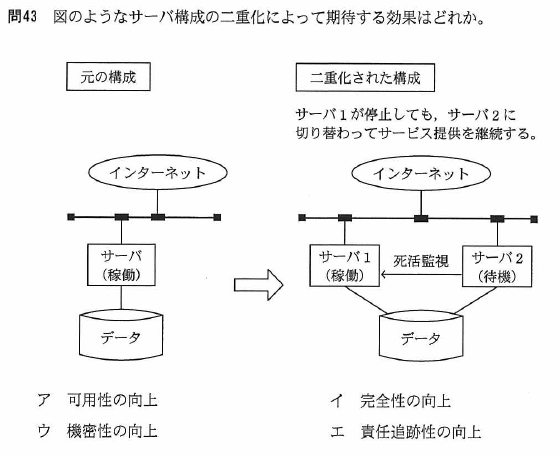 問43 図のようなサーバ構成の二重化によって期待する効果はどれか。
元の構成
二重化された構成
サーバ1が停止しても，サーバ2に
切り替わってサービス提供を継続する。
インターネット
インターネット
サーバ
（稼働）
サーバ1
（稼働）
死活監視
サーバ2
（待機）
データ
データ
ア 可用性の向上
イ 完全性の向上
ウ 機密性の向上
エ 責任追跡性の向上